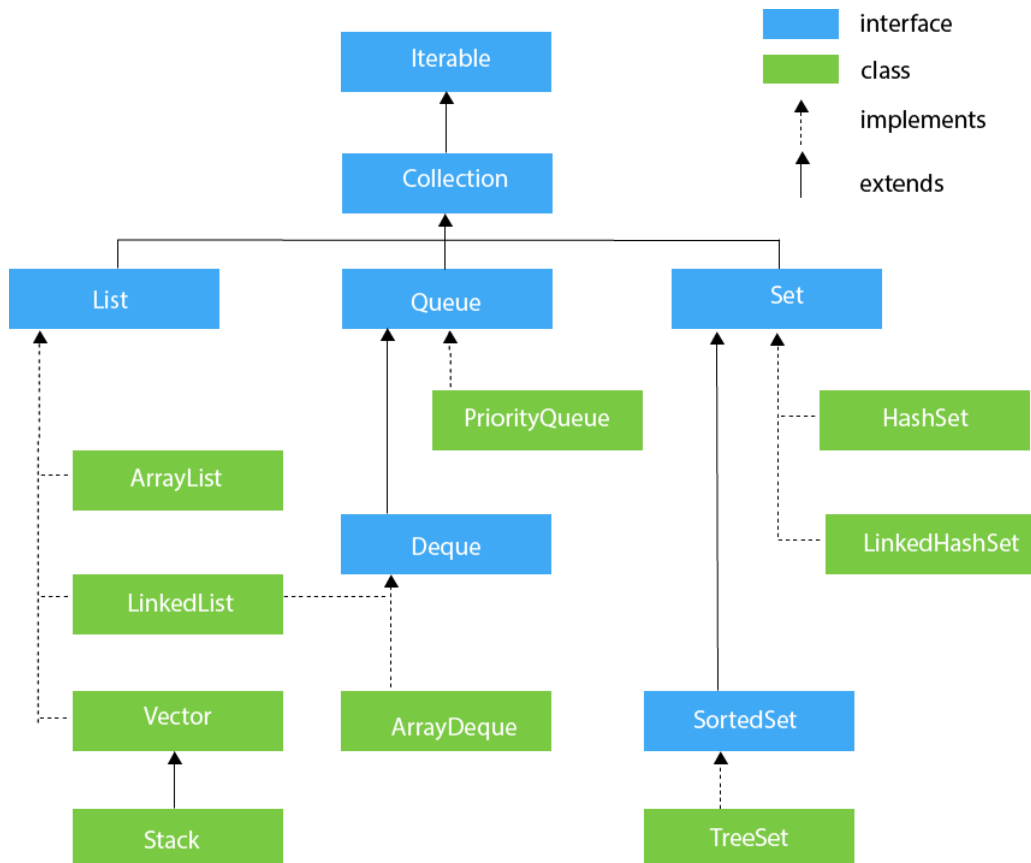 interface
Iterable
class
implements
Collection
extends
List
Queue
Set
PriorityQueue
HashSet
ArrayList
Deque
LinkedHashSet
LinkedList
Vector
ArrayDeque
SortedSet
Stack
TreeSet